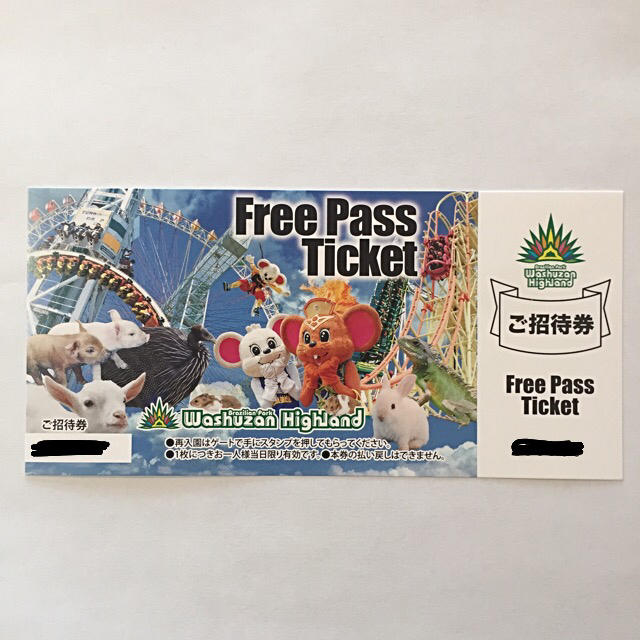 Free Pass
Ticket
Brazilian Park
Washuzan Highland
ご招待券
●再入園はゲートで手にスタンプを押してもらってください。
●1枚につきお一人様当日限り有効です。●本券の払い戻しはできません。
Brazilian Park
Washuzan
Highland
ご招待券
Free Pass
Ticket